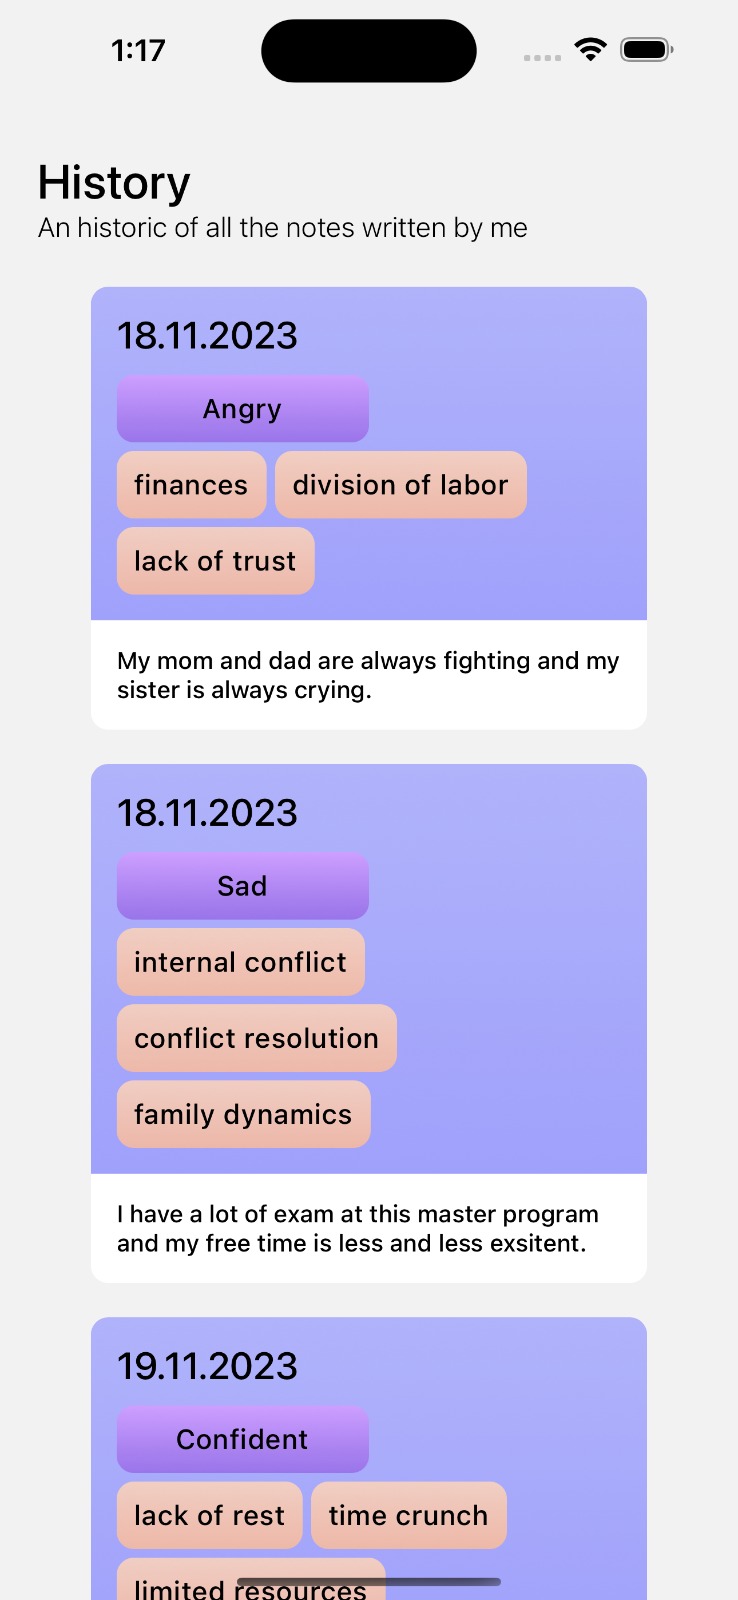 1:17
History
An historic of all the notes written by me
18.11.2023
Angry
finances division of labor
lack of trust
My mom and dad are always fighting and my
sister is always crying.
18.11.2023
Sad
internal conflict
conflict resolution
family dynamics
I have a lot of exam at this master program
and my free time is less and less exsitent.
19.11.2023
Confident
lack of rest time crunch
limited resources